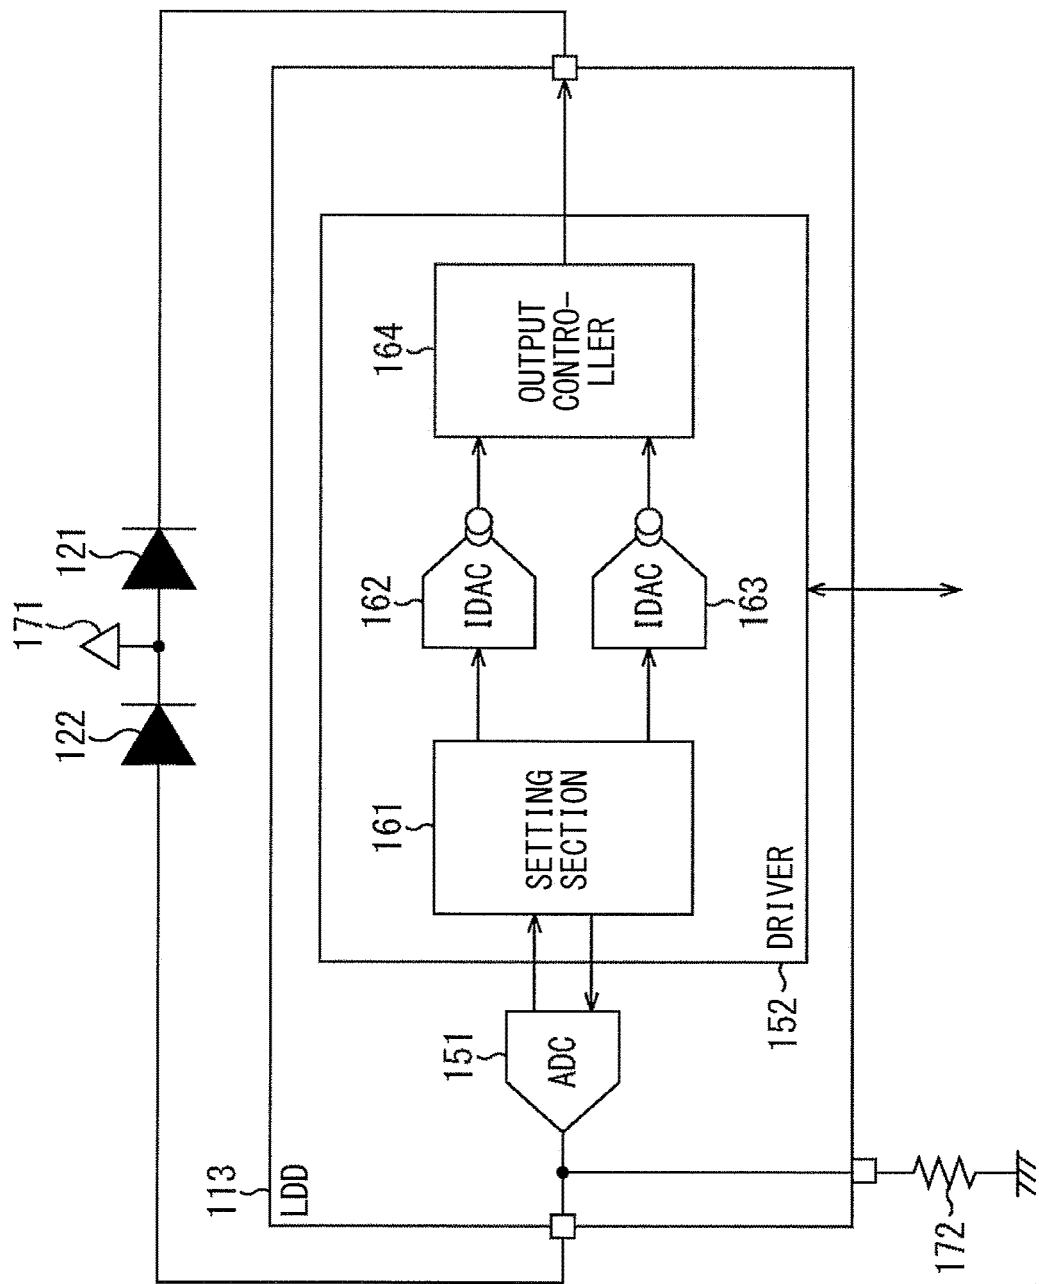 171
122
121
113
LDD
151
ADC
152
DRIVER
161
SETTING
SECTION
162
IDAC
163
IDAC
164
OUTPUT
CONTRO-
LLER
172